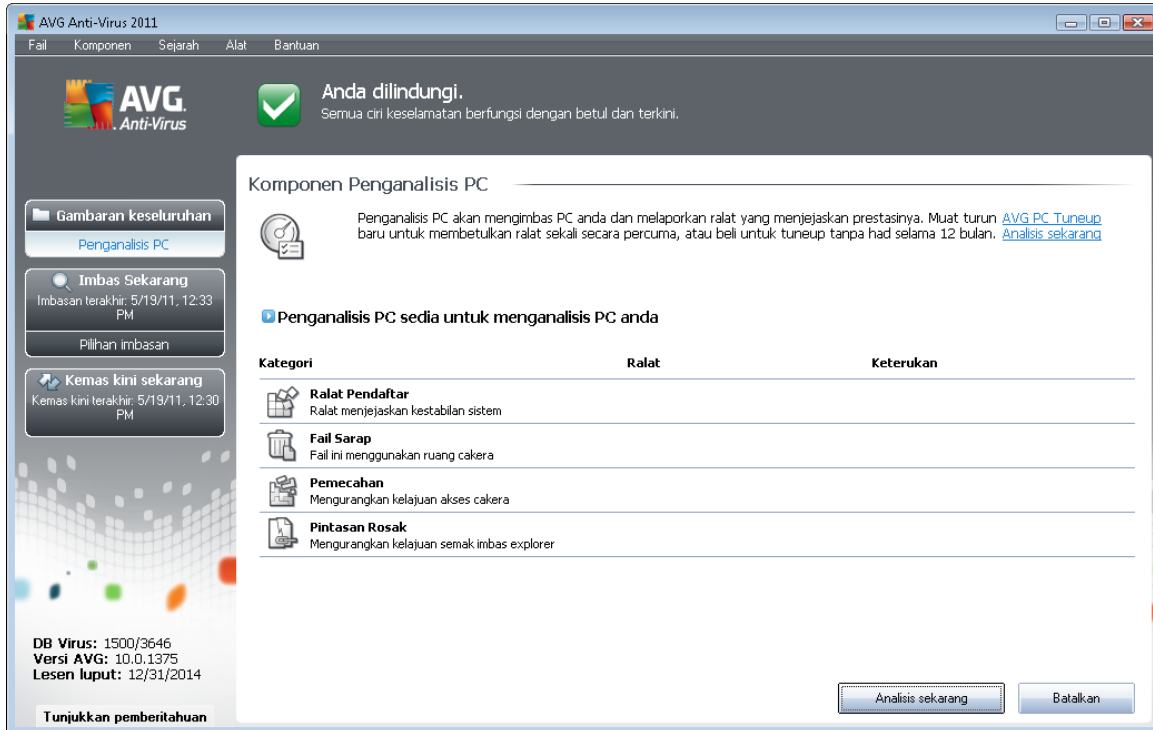 AVG Anti-Virus 2011
Fail Komponen Sejarah Alat Bantuan
AVG.
Anti-Virus
Anda dilindungi.
Semua ciri keselamatan berfungsi dengan betul dan terkini.
Gambaran keseluruhan
Penganalisis PC
Imbas Sekarang
Imbasan terakhir: 5/19/11, 12:33
PM
Pilihan imbasan
Kemas kini sekarang
Kemas kini terakhir: 5/19/11, 12:30
PM
DB Virus: 1500/3646
Versi AVG: 10.0.1375
Lesen luput: 12/31/2014
Tunjukkan pemberitahuan
Komponen Penganalisis PC
Penganalisis PC akan mengimbas PC anda dan melaporkan ralat yang menjejaskan prestasinya. Muat turun AVG PC Tuneup
baru untuk membetulkan ralat sekali secara percuma, atau beli untuk tuneup tanpa had selama 12 bulan. Analisis sekarang
Penganalisis PC sedia untuk menganalisis PC anda
Kategori Ralat Keterukan
Ralat Pendaftar
Ralat menjejaskan kestabilan sistem
Fail Sarap
Fail ini menggunakan ruang cakera
Pemecahan
Mengurangkan kelajuan akses cakera
Pintasan Rosak
Mengurangkan kelajuan semak imbas explorer
Analisis sekarang Batalkan